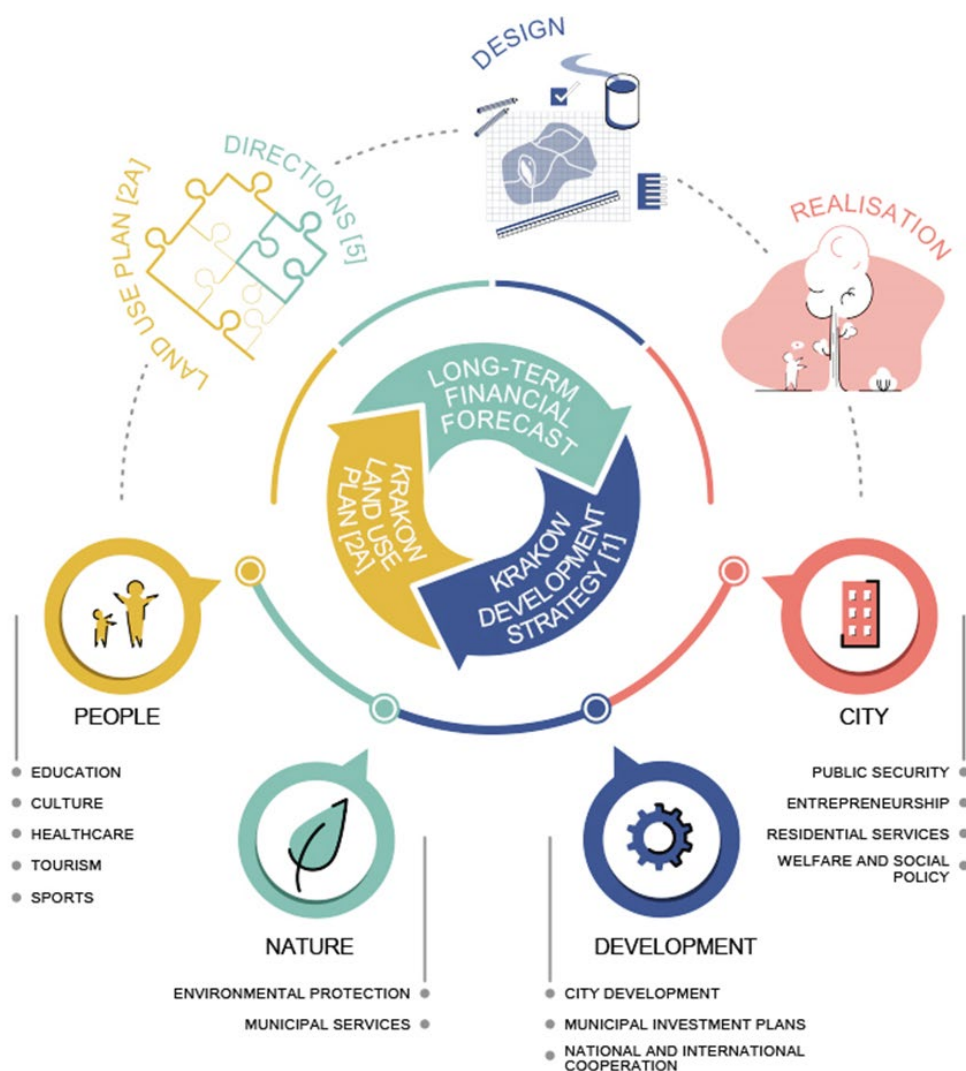 DESIGN
DIRECTIONS [5]
LAND USE PLAN [2A]
REALISATION
LONG-TERM
FINANCIAL
FORECAST
KRAKOW
LAND USE
PLAN [2A]
KRAKOW
DEVELOPMENT
STRATEGY [1]
PEOPLE
EDUCATION
CULTURE
HEALTHCARE
TOURISM
SPORTS
NATURE
ENVIRONMENTAL PROTECTION
MUNICIPAL SERVICES
DEVELOPMENT
CITY DEVELOPMENT
MUNICIPAL INVESTMENT PLANS
NATIONAL AND INTERNATIONAL
COOPERATION
CITY
PUBLIC SECURITY
ENTREPRENEURSHIP
RESIDENTIAL SERVICES
WELFARE AND SOCIAL
POLICY